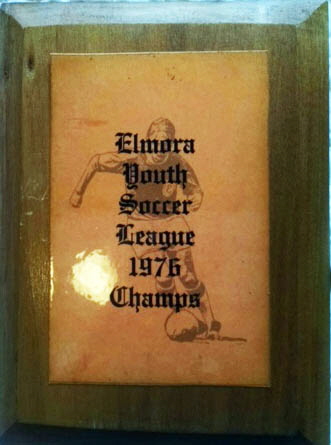 Elmora
Youth
Soccer
League
1976
Champs